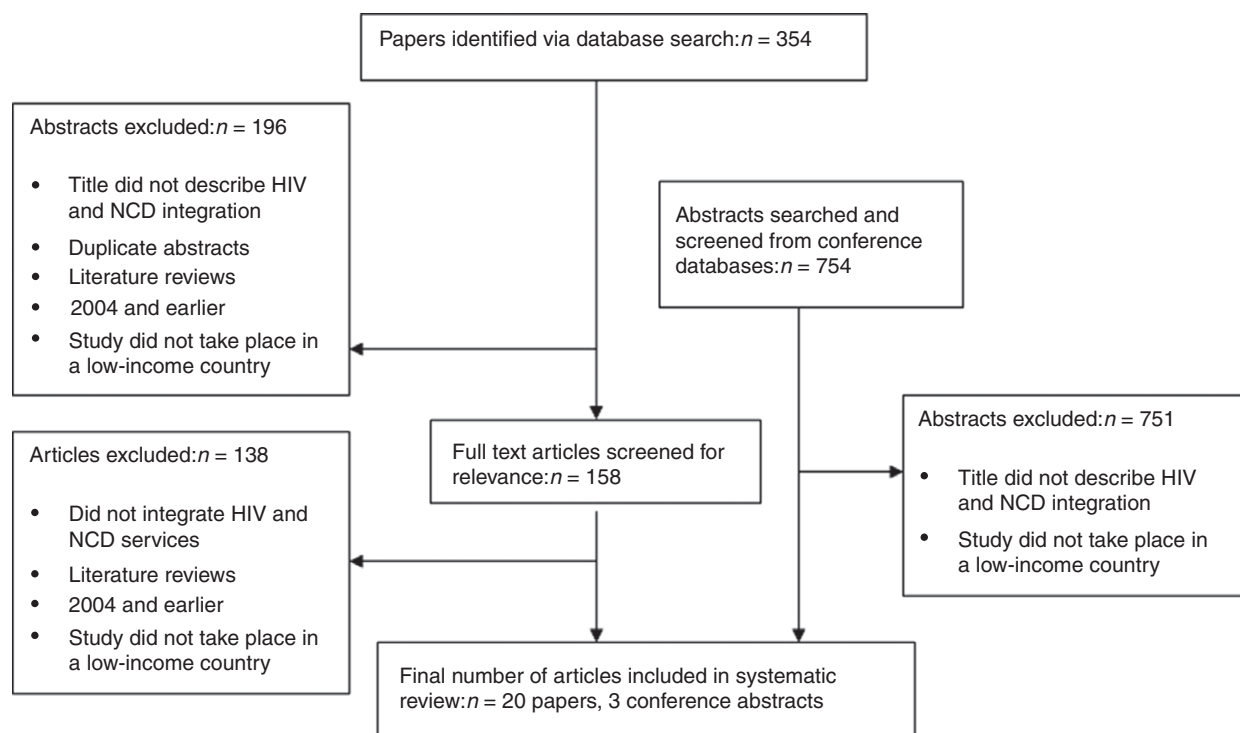 Papers identified via database search:n = 354
Abstracts excluded:n = 196
• Title did not describe HIV
and NCD integration
• Duplicate abstracts
• Literature reviews
• 2004 and earlier
• Study did not take place in
a low-income country
Abstracts searched and
screened from conference
databases:n = 754
Full text articles screened for
relevance:n = 158
Abstracts excluded:n = 751
• Title did not describe HIV
and NCD integration
• Study did not take place in
a low-income country
Articles excluded:n = 138
• Did not integrate HIV and
NCD services
• Literature reviews
• 2004 and earlier
• Study did not take place in
a low-income country
Final number of articles included in systematic
review:n = 20 papers, 3 conference abstracts